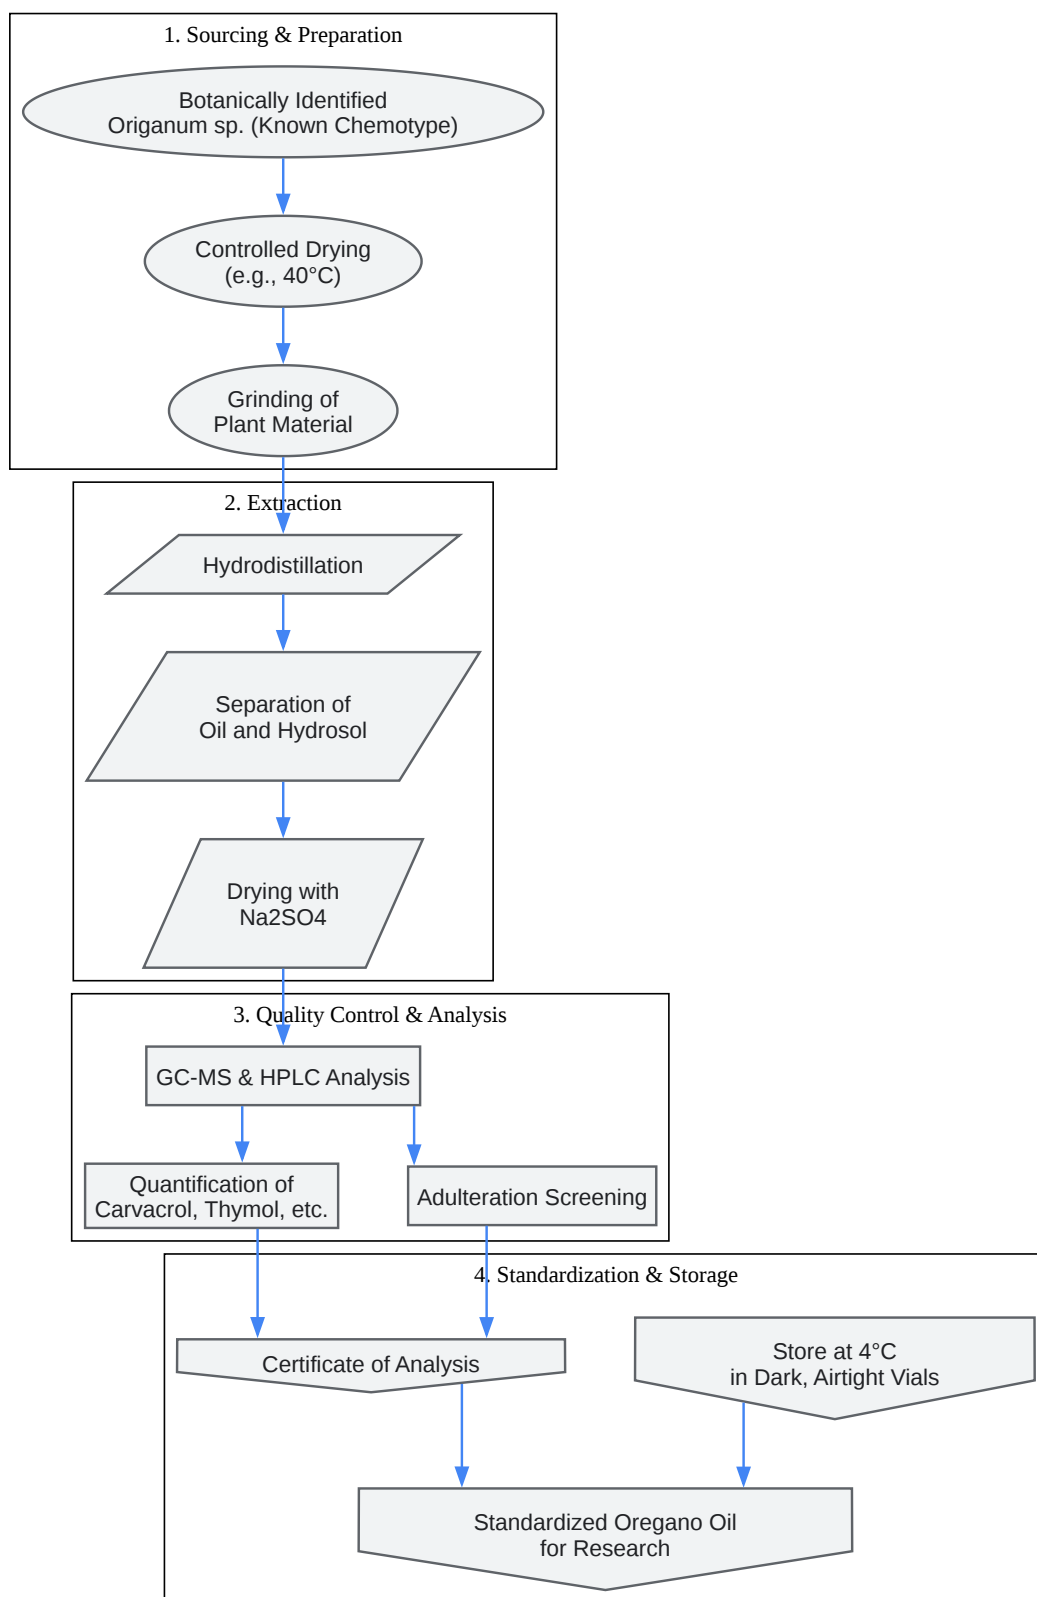 1. Sourcing & Preparation
Botanically Identified
Origanum sp. (Known Chemotype)
Controlled Drying
(e.g., 40°C)
Grinding of
Plant Material
2. Extraction
Hydrodistillation
Separation of
Oil and Hydrosol
Drying with
Na2SO4
3. Quality Control & Analysis
GC-MS & HPLC Analysis
Quantification of
Carvacrol, Thymol, etc.
Adulteration Screening
4. Standardization & Storage
Certificate of Analysis
Store at 4°C
in Dark, Airtight Vials
Standardized Oregano Oil
for Research